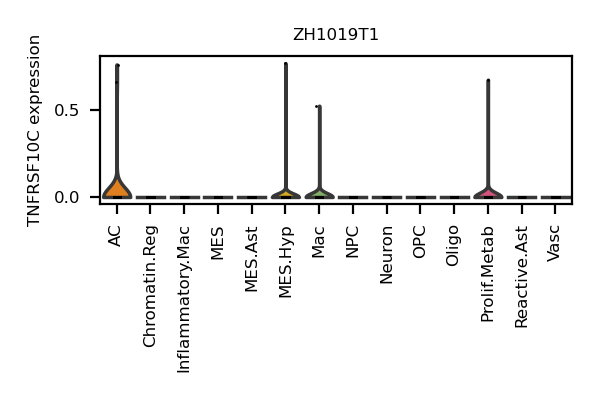 ZH1019T1
TNFRSF10C expression
0.5
0.0
AC
Chromatin.Reg
Inflammatory.Mac
MES
MES.Ast
MES.Hyp
Mac
NPC
Neuron
OPC
Oligo
Prolif.Metab
Reactive.Ast
Vasc